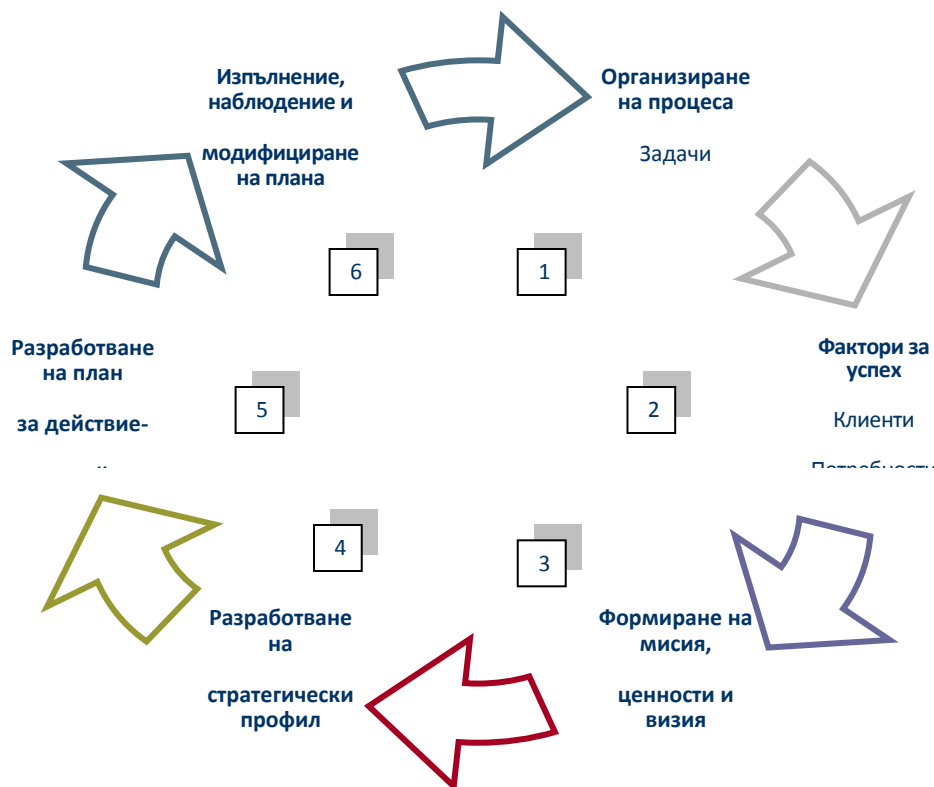 Изпълнение,
наблюдение и
модифициране
на плана
Организиране
на процеса
Задачи
6
1
Разработване
на план
за действие-
5
2
Фактори за
успех
Клиенти
Потребности
4
3
Разработване
на
стратегически
профил
Формиране на
мисия,
ценности и
визия